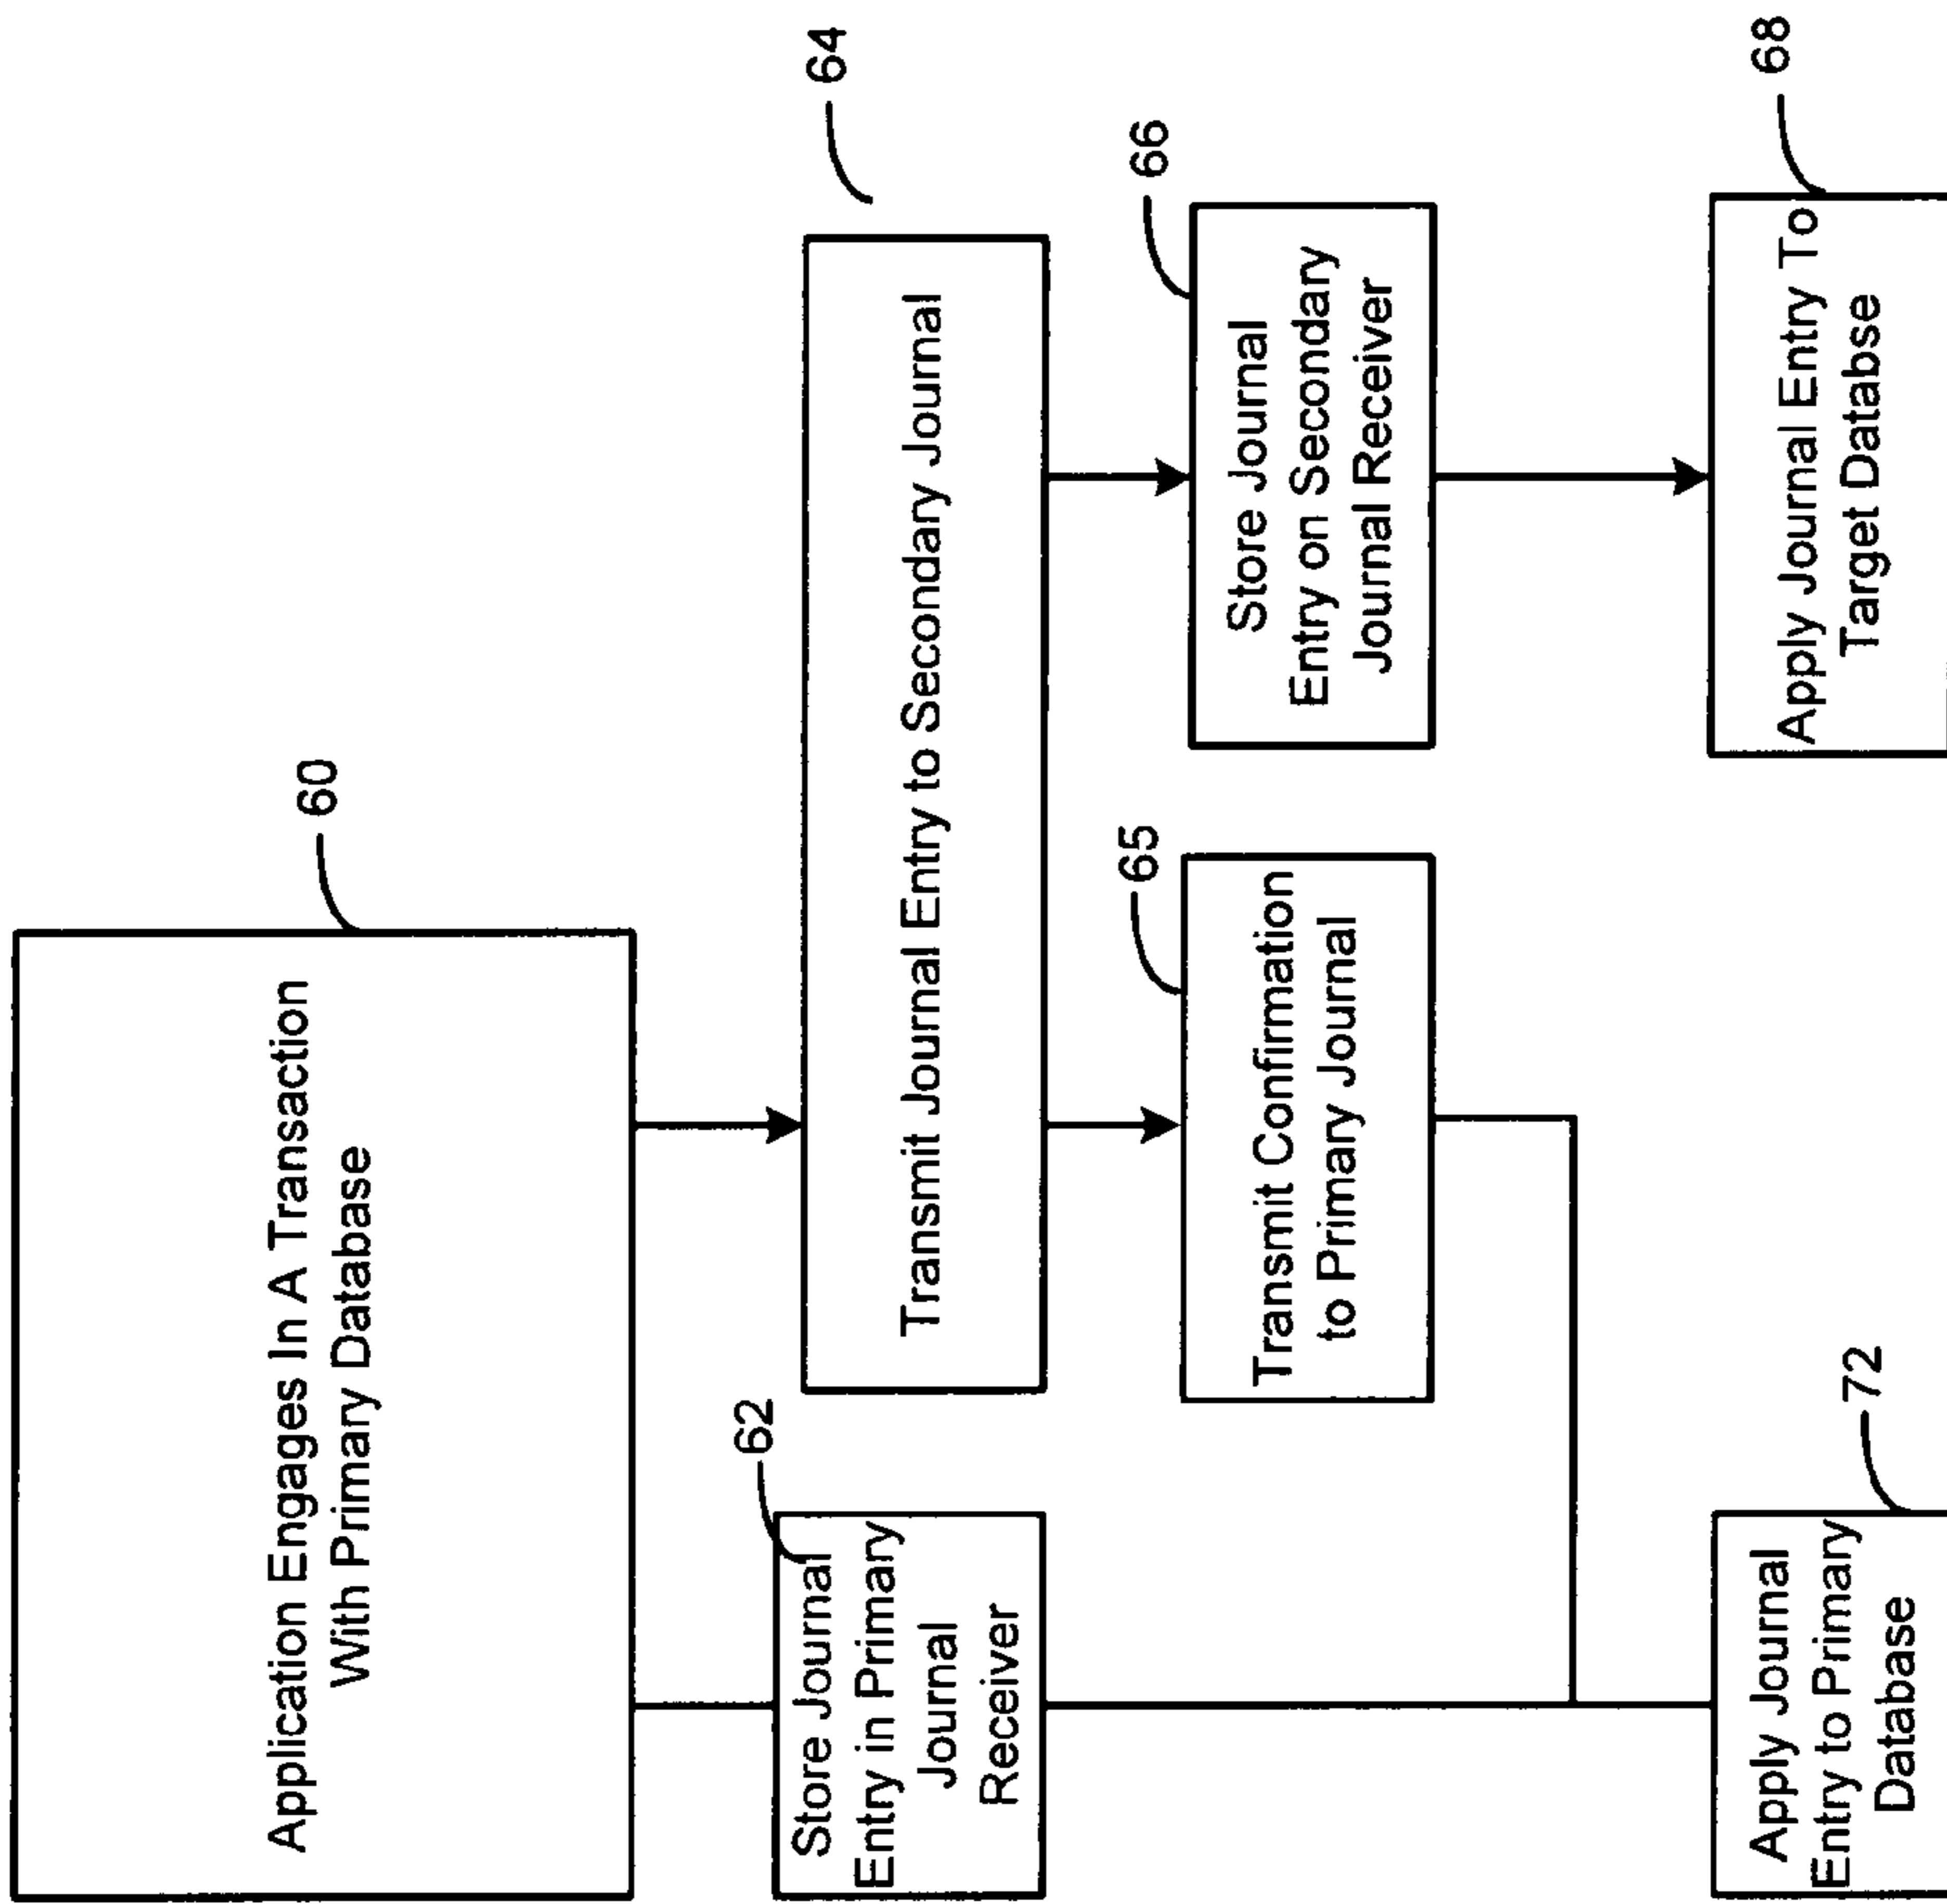 Application Engages In A Transaction
With Primary Database
60
Store Journal
Entry in Primary
Journal
Receiver
62
Transmit Journal Entry to Secondary Journal
64
Transmit Confirmation
to Primary Journal
65
Store Journal
Entry on Secondary
Journal Receiver
66
Apply Journal
Entry to Primary
Database
72
Apply Journal Entry To
Target Databse
68